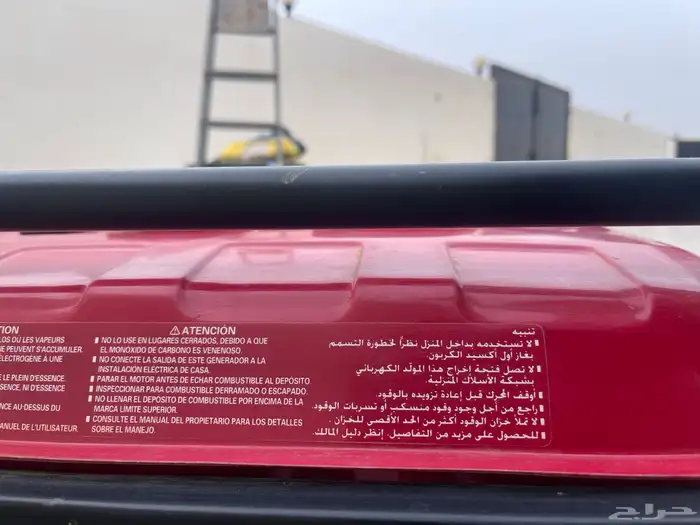 TION
LOS OU LES VAPEURS
NE PEUVENT S'ACCUMULER.
ÉLECTROGENE A UNE
LE PLEIN D'ESSENCE.
SENCE, NI D'ESSENCE
NCE AU-DESSUS DU
ANUEL DE L'UTILISATEUR.
⚠ ATENCIÓN
■ NO LO USE EN LUGARES CERRADOS, DEBIDO A QUE
EL MONÓXIDO DE CARBONO ES VENENOSO.
■ NO CONECTE LA SALIDA DE ESTE GENERADOR A LA
INSTALACIÓN ELÉCTRICA DE CASA.
■ PARAR EL MOTOR ANTES DE ECHAR COMBUSTIBLE AL DEPÓSITO.
■ INSPECCIONAR PARA COMBUSTIBLE DERRAMADO O ESCAPADO.
■ NO LLENAR EL DEPÓSITO DE COMBUSTIBLE POR ENCIMA DE LA
MARCA LIMITE SUPERIOR.
■ CONSULTE EL MANUAL DEL PROPIETARIO PARA LOS DETALLES
SOBRE EL MANEJO.
تنبيه
■ لا تستخدمه بداخل المنزل نظراً لخطورة التسمم
بغاز أول أكسيد الكربون.
■ لا تصل فتحة إخراج هذا المولّد الكهربائي
بشبكة الأسلاك المنزلية.
■ أوقف المحرك قبل إعادة تزويده بالوقود.
■ راجع من أجل وجود وقود منسكب أو تسربات الوقود.
■ لا تملأ خزان الوقود أكثر من الحد الأقصى للخزان.
■ للحصول على مزيد من التفاصيل. إنظر دليل المالك.
حراج